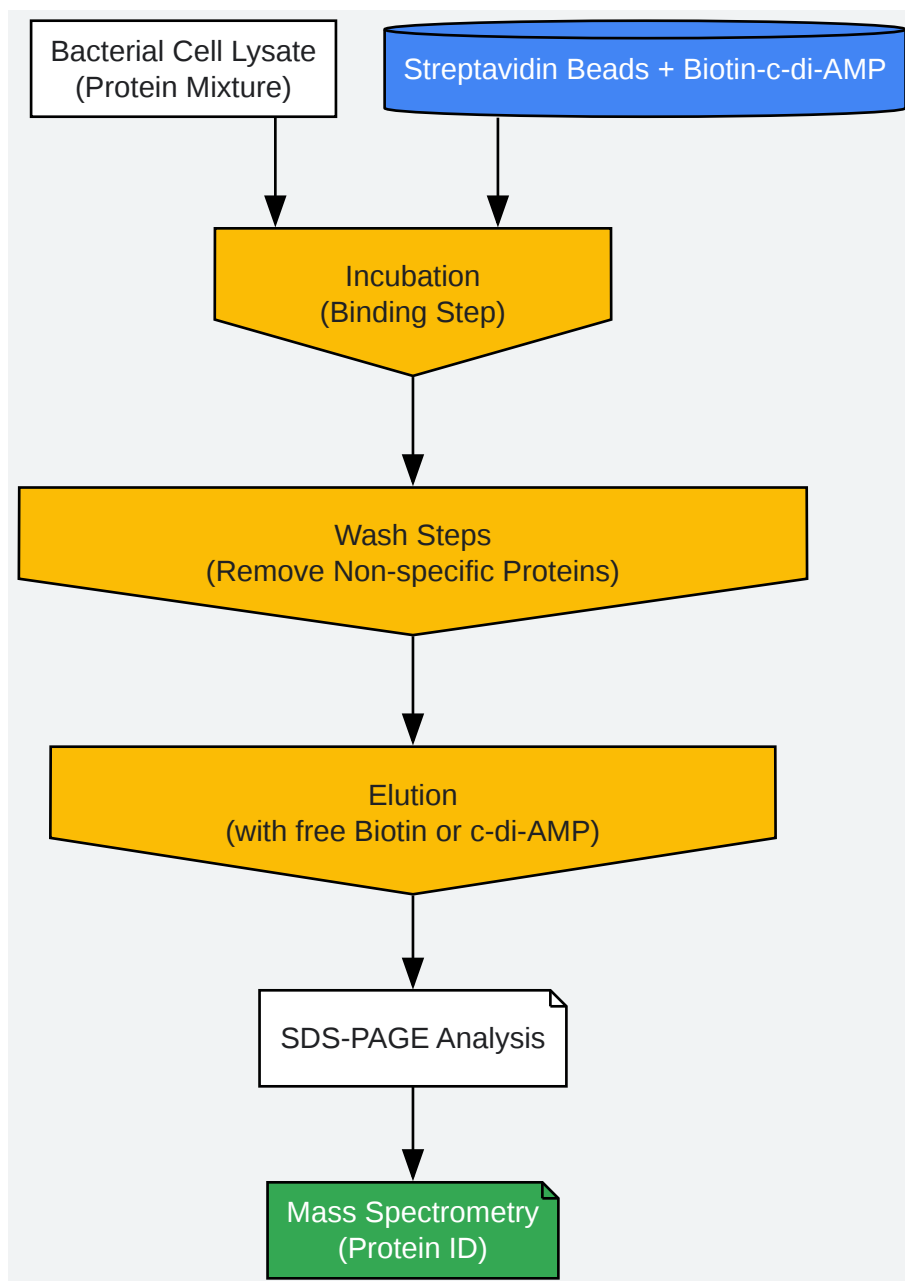 Bacterial Cell Lysate
(Protein Mixture)
Streptavidin Beads + Biotin-c-di-AMP
Incubation
(Binding Step)
Wash Steps
(Remove Non-specific Proteins)
Elution
(with free Biotin or c-di-AMP)
SDS-PAGE Analysis
Mass Spectrometry
(Protein ID)